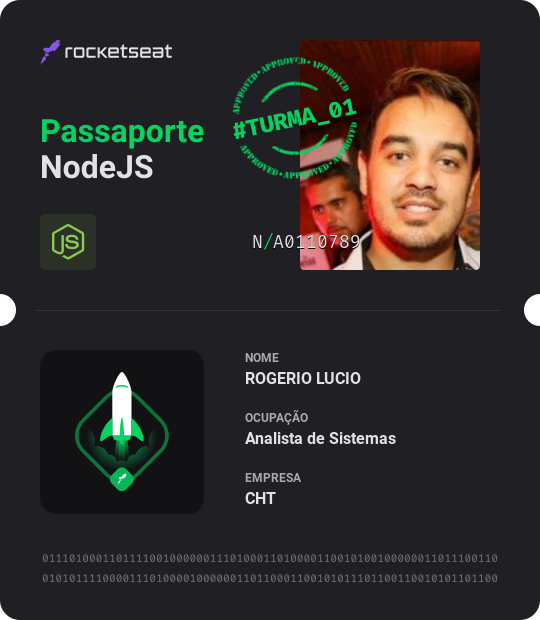 rocketseat
APPROVED • APPROVED • APPROVED
#TURMA_01
APPROVED • APPROVED • APPROVED
Passaporte
NodeJS
JS
N/A0110789
NOME
ROGERIO LUCIO
OCUPAÇÃO
Analista de Sistemas
EMPRESA
CHT